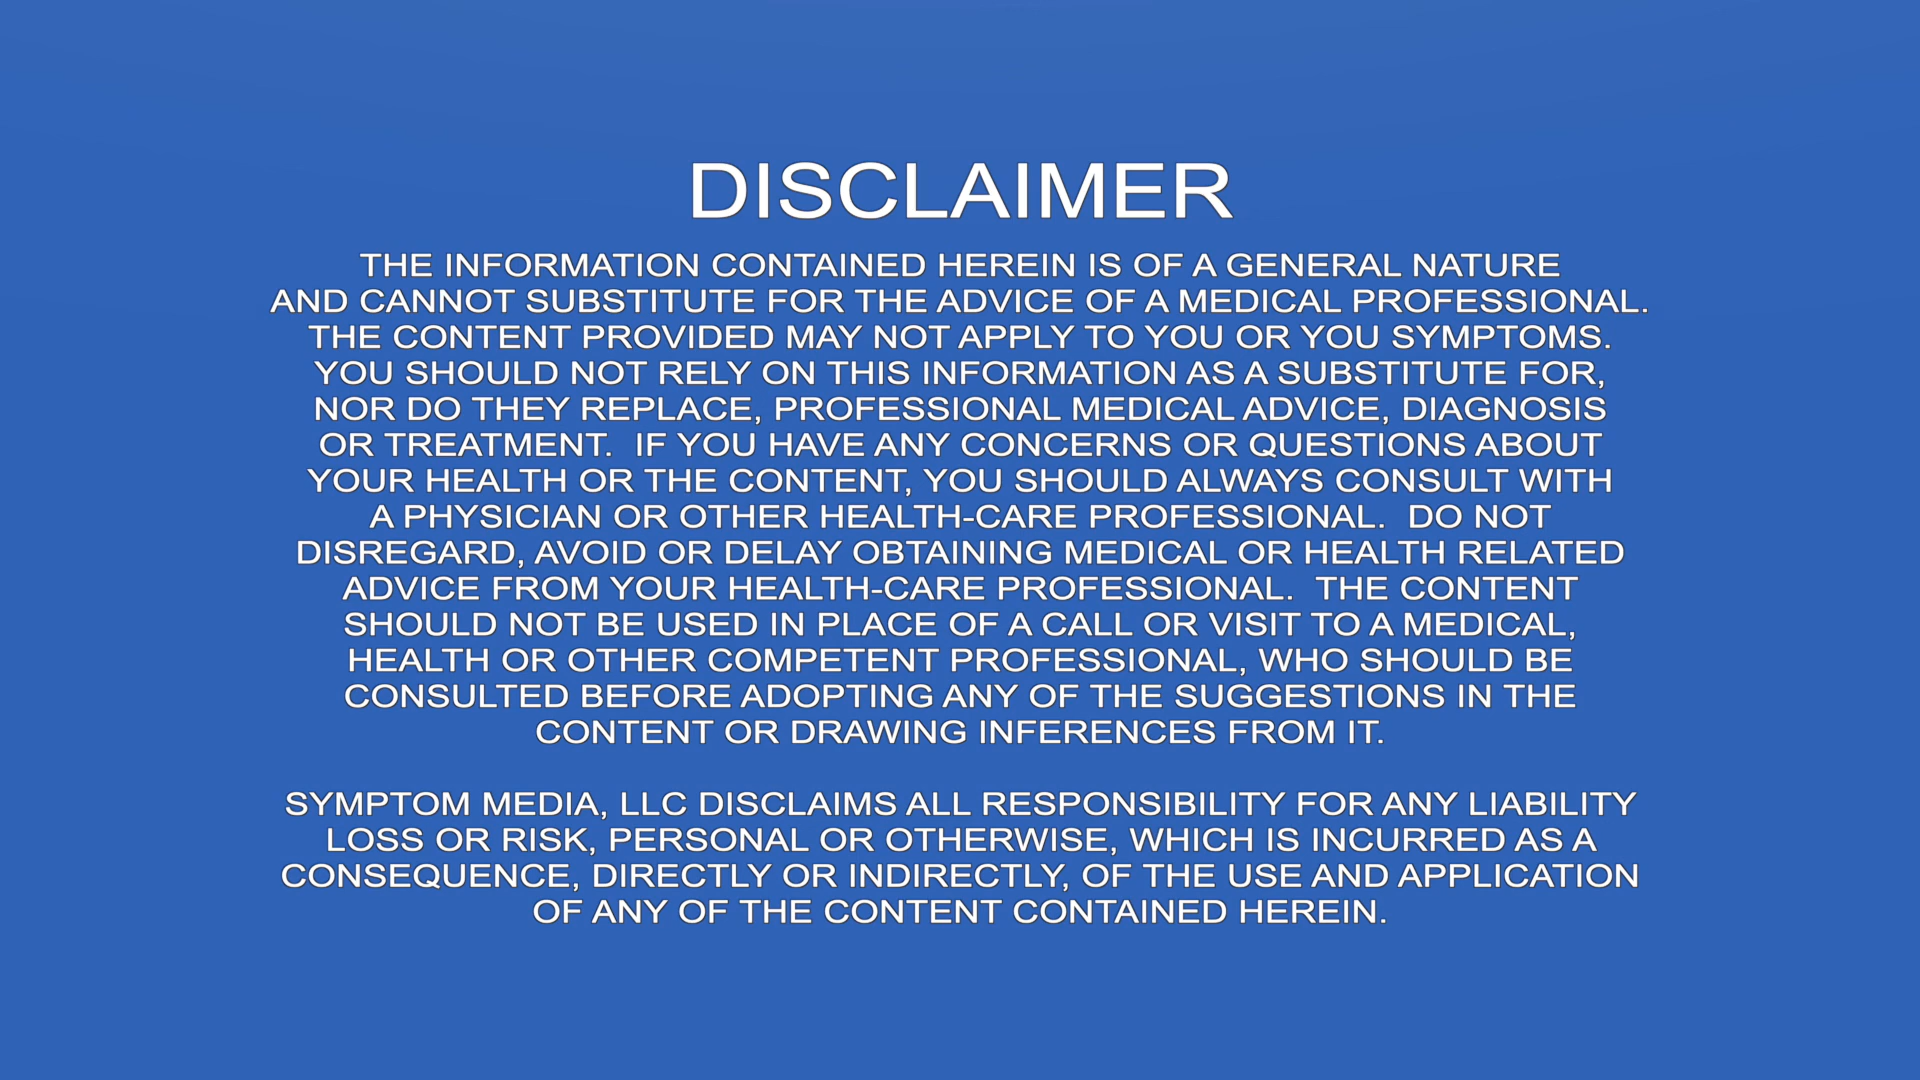 DISCLAIMER
THE INFORMATION CONTAINED HEREIN IS OF A GENERAL NATURE
AND CANNOT SUBSTITUTE FOR THE ADVICE OF A MEDICAL PROFESSIONAL.
THE CONTENT PROVIDED MAY NOT APPLY TO YOU OR YOU SYMPTOMS.
YOU SHOULD NOT RELY ON THIS INFORMATION AS A SUBSTITUTE FOR,
NOR DO THEY REPLACE, PROFESSIONAL MEDICAL ADVICE, DIAGNOSIS
OR TREATMENT.  IF YOU HAVE ANY CONCERNS OR QUESTIONS ABOUT
YOUR HEALTH OR THE CONTENT, YOU SHOULD ALWAYS CONSULT WITH
A PHYSICIAN OR OTHER HEALTH-CARE PROFESSIONAL.  DO NOT
DISREGARD, AVOID OR DELAY OBTAINING MEDICAL OR HEALTH RELATED
ADVICE FROM YOUR HEALTH-CARE PROFESSIONAL.  THE CONTENT
SHOULD NOT BE USED IN PLACE OF A CALL OR VISIT TO A MEDICAL,
HEALTH OR OTHER COMPETENT PROFESSIONAL, WHO SHOULD BE
CONSULTED BEFORE ADOPTING ANY OF THE SUGGESTIONS IN THE
CONTENT OR DRAWING INFERENCES FROM IT.
SYMPTOM MEDIA, LLC DISCLAIMS ALL RESPONSIBILITY FOR ANY LIABILITY
LOSS OR RISK, PERSONAL OR OTHERWISE, WHICH IS INCURRED AS A
CONSEQUENCE, DIRECTLY OR INDIRECTLY, OF THE USE AND APPLICATION
OF ANY OF THE CONTENT CONTAINED HEREIN.